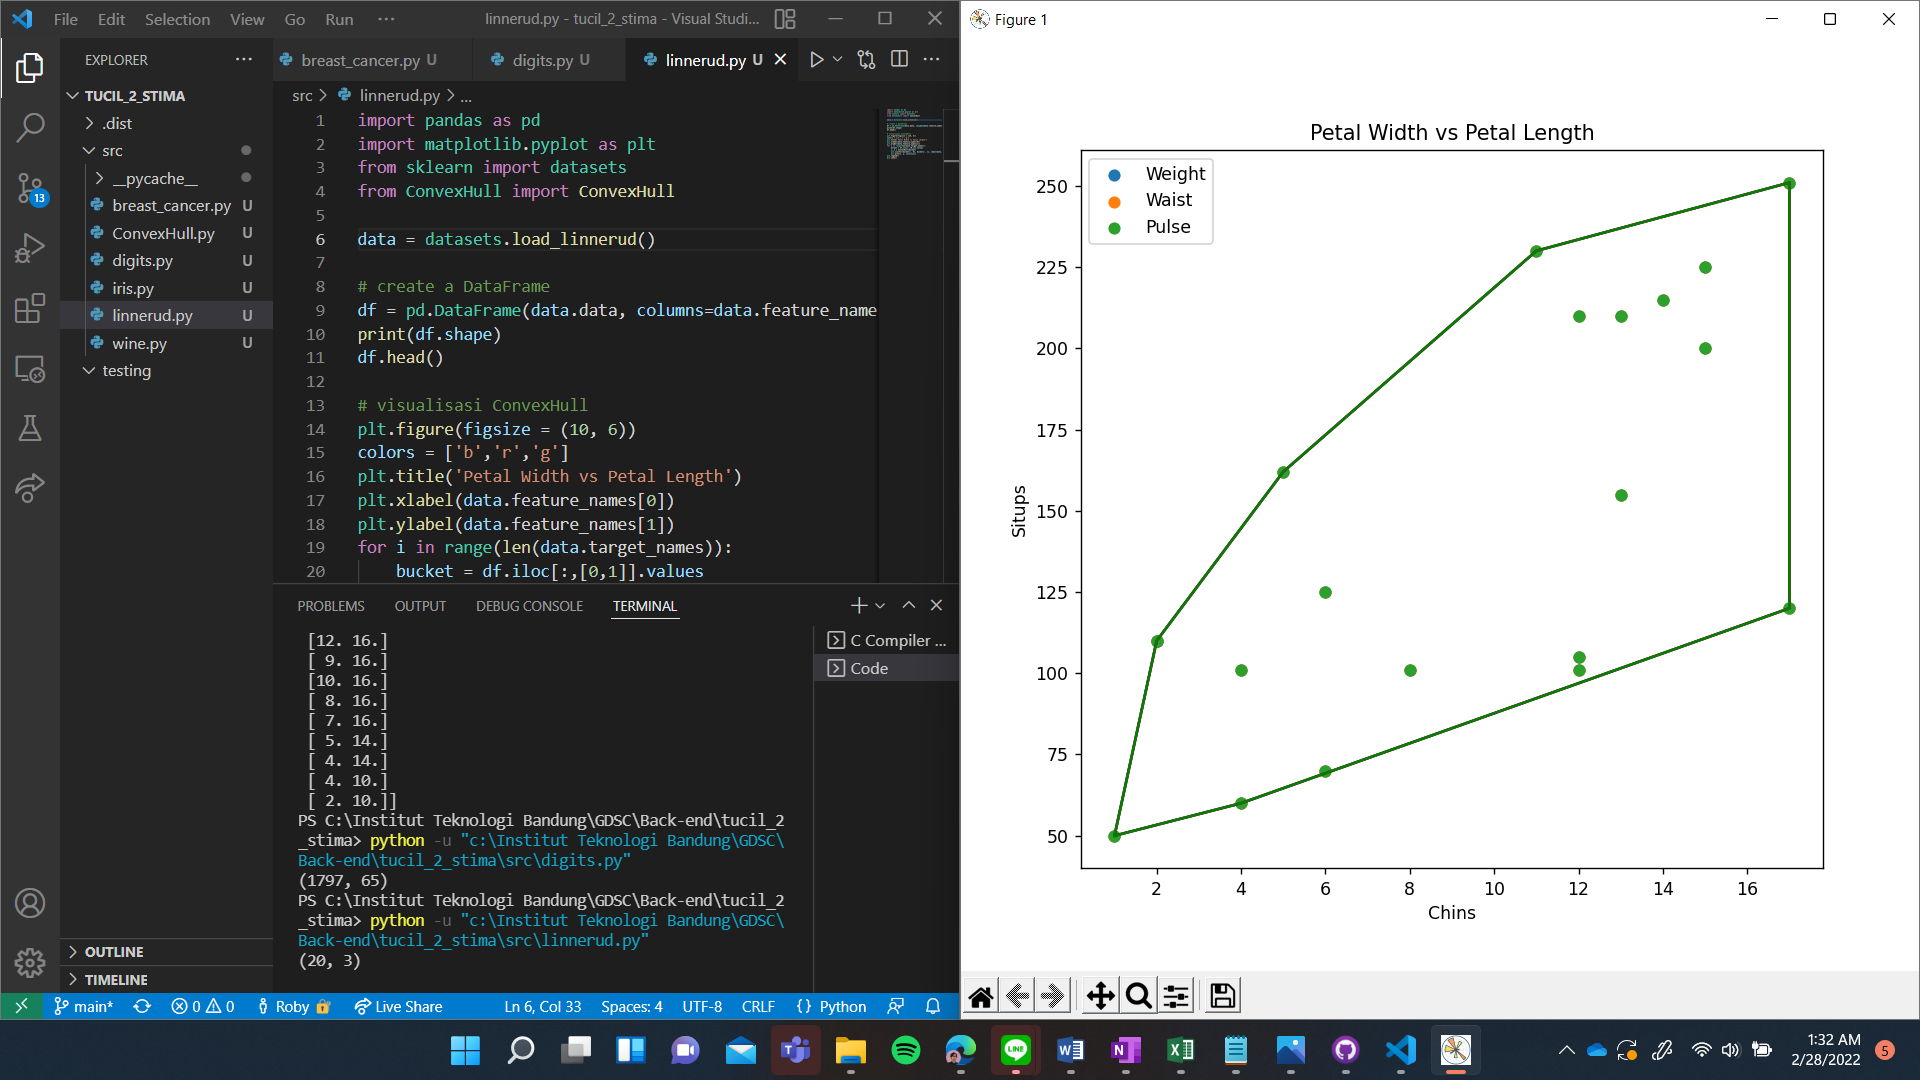 File Edit Selection View Go Run ··· linnerud.py - tucil_2_stima - Visual Studi...
EXPLORER
TUCIL_2_STIMA
.dist
src
__pycache__
breast_cancer.py U
ConvexHull.py U
digits.py U
iris.py U
linnerud.py U
wine.py U
testing
OUTLINE
TIMELINE
13
breast_cancer.py U digits.py U linnerud.py U
src > linnerud.py > ...
1 import pandas as pd
2 import matplotlib.pyplot as plt
3 from sklearn import datasets
4 from ConvexHull import ConvexHull
5
6 data = datasets.load_linnerud()
7
8 # create a DataFrame
9 df = pd.DataFrame(data.data, columns=data.feature_name
10 print(df.shape)
11 df.head()
12
13 # visualisasi ConvexHull
14 plt.figure(figsize = (10, 6))
15 colors = ['b','r','g']
16 plt.title('Petal Width vs Petal Length')
17 plt.xlabel(data.feature_names[0])
18 plt.ylabel(data.feature_names[1])
19 for i in range(len(data.target_names)):
20 bucket = df.iloc[:,[0,1]].values
PROBLEMS OUTPUT DEBUG CONSOLE TERMINAL
[12. 16.]
[ 9. 16.]
[10. 16.]
[ 8. 16.]
[ 7. 16.]
[ 5. 14.]
[ 4. 14.]
[ 4. 10.]
[ 2. 10.]]
PS C:\Institut Teknologi Bandung\GDSC\Back-end\tucil_2
_stima> python -u "c:\Institut Teknologi Bandung\GDSC\
Back-end\tucil_2_stima\src\digits.py"
(1797, 65)
PS C:\Institut Teknologi Bandung\GDSC\Back-end\tucil_2
_stima> python -u "c:\Institut Teknologi Bandung\GDSC\
Back-end\tucil_2_stima\src\linnerud.py"
(20, 3)
C Compiler ...
Code
main* 0 0 Roby Live Share Ln 6, Col 33 Spaces: 4 UTF-8 CRLF {} Python
Figure 1
Petal Width vs Petal Length
Weight
Waist
Pulse
250
225
200
175
150
125
100
75
50
Situps
2 4 6 8 10 12 14 16
Chins
LINE
1:32 AM
2/28/2022
5